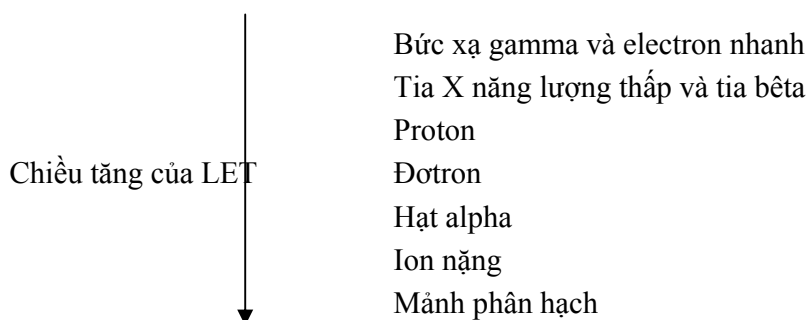 Bức xạ gamma và electron nhanh
Tia X năng lượng thấp và tia bêta
Proton
Chiều tăng của LET
Đơtron
Hạt alpha
Ion nặng
Mảnh phân hạch